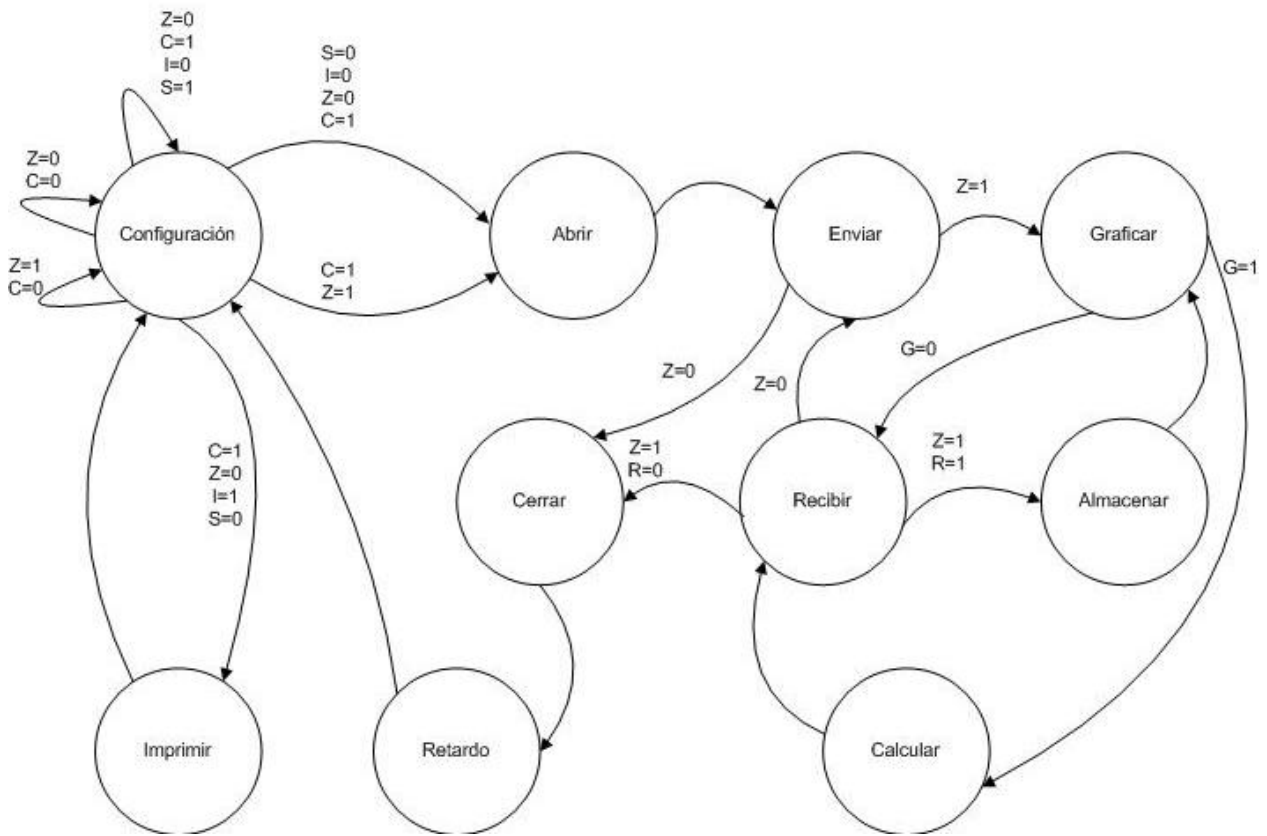 Z=0
C=1
I=0
S=1
S=0
I=0
Z=0
C=1
Z=0
C=0
Z=1
C=0
Configuración
Abrir
Enviar
Z=1
Graficar
G=1
C=1
Z=1
Z=0
Z=0
G=0
C=1
Z=0
I=1
S=0
Cerrar
Z=1
R=0
Recibir
Z=1
R=1
Almacenar
Imprimir
Retardo
Calcular